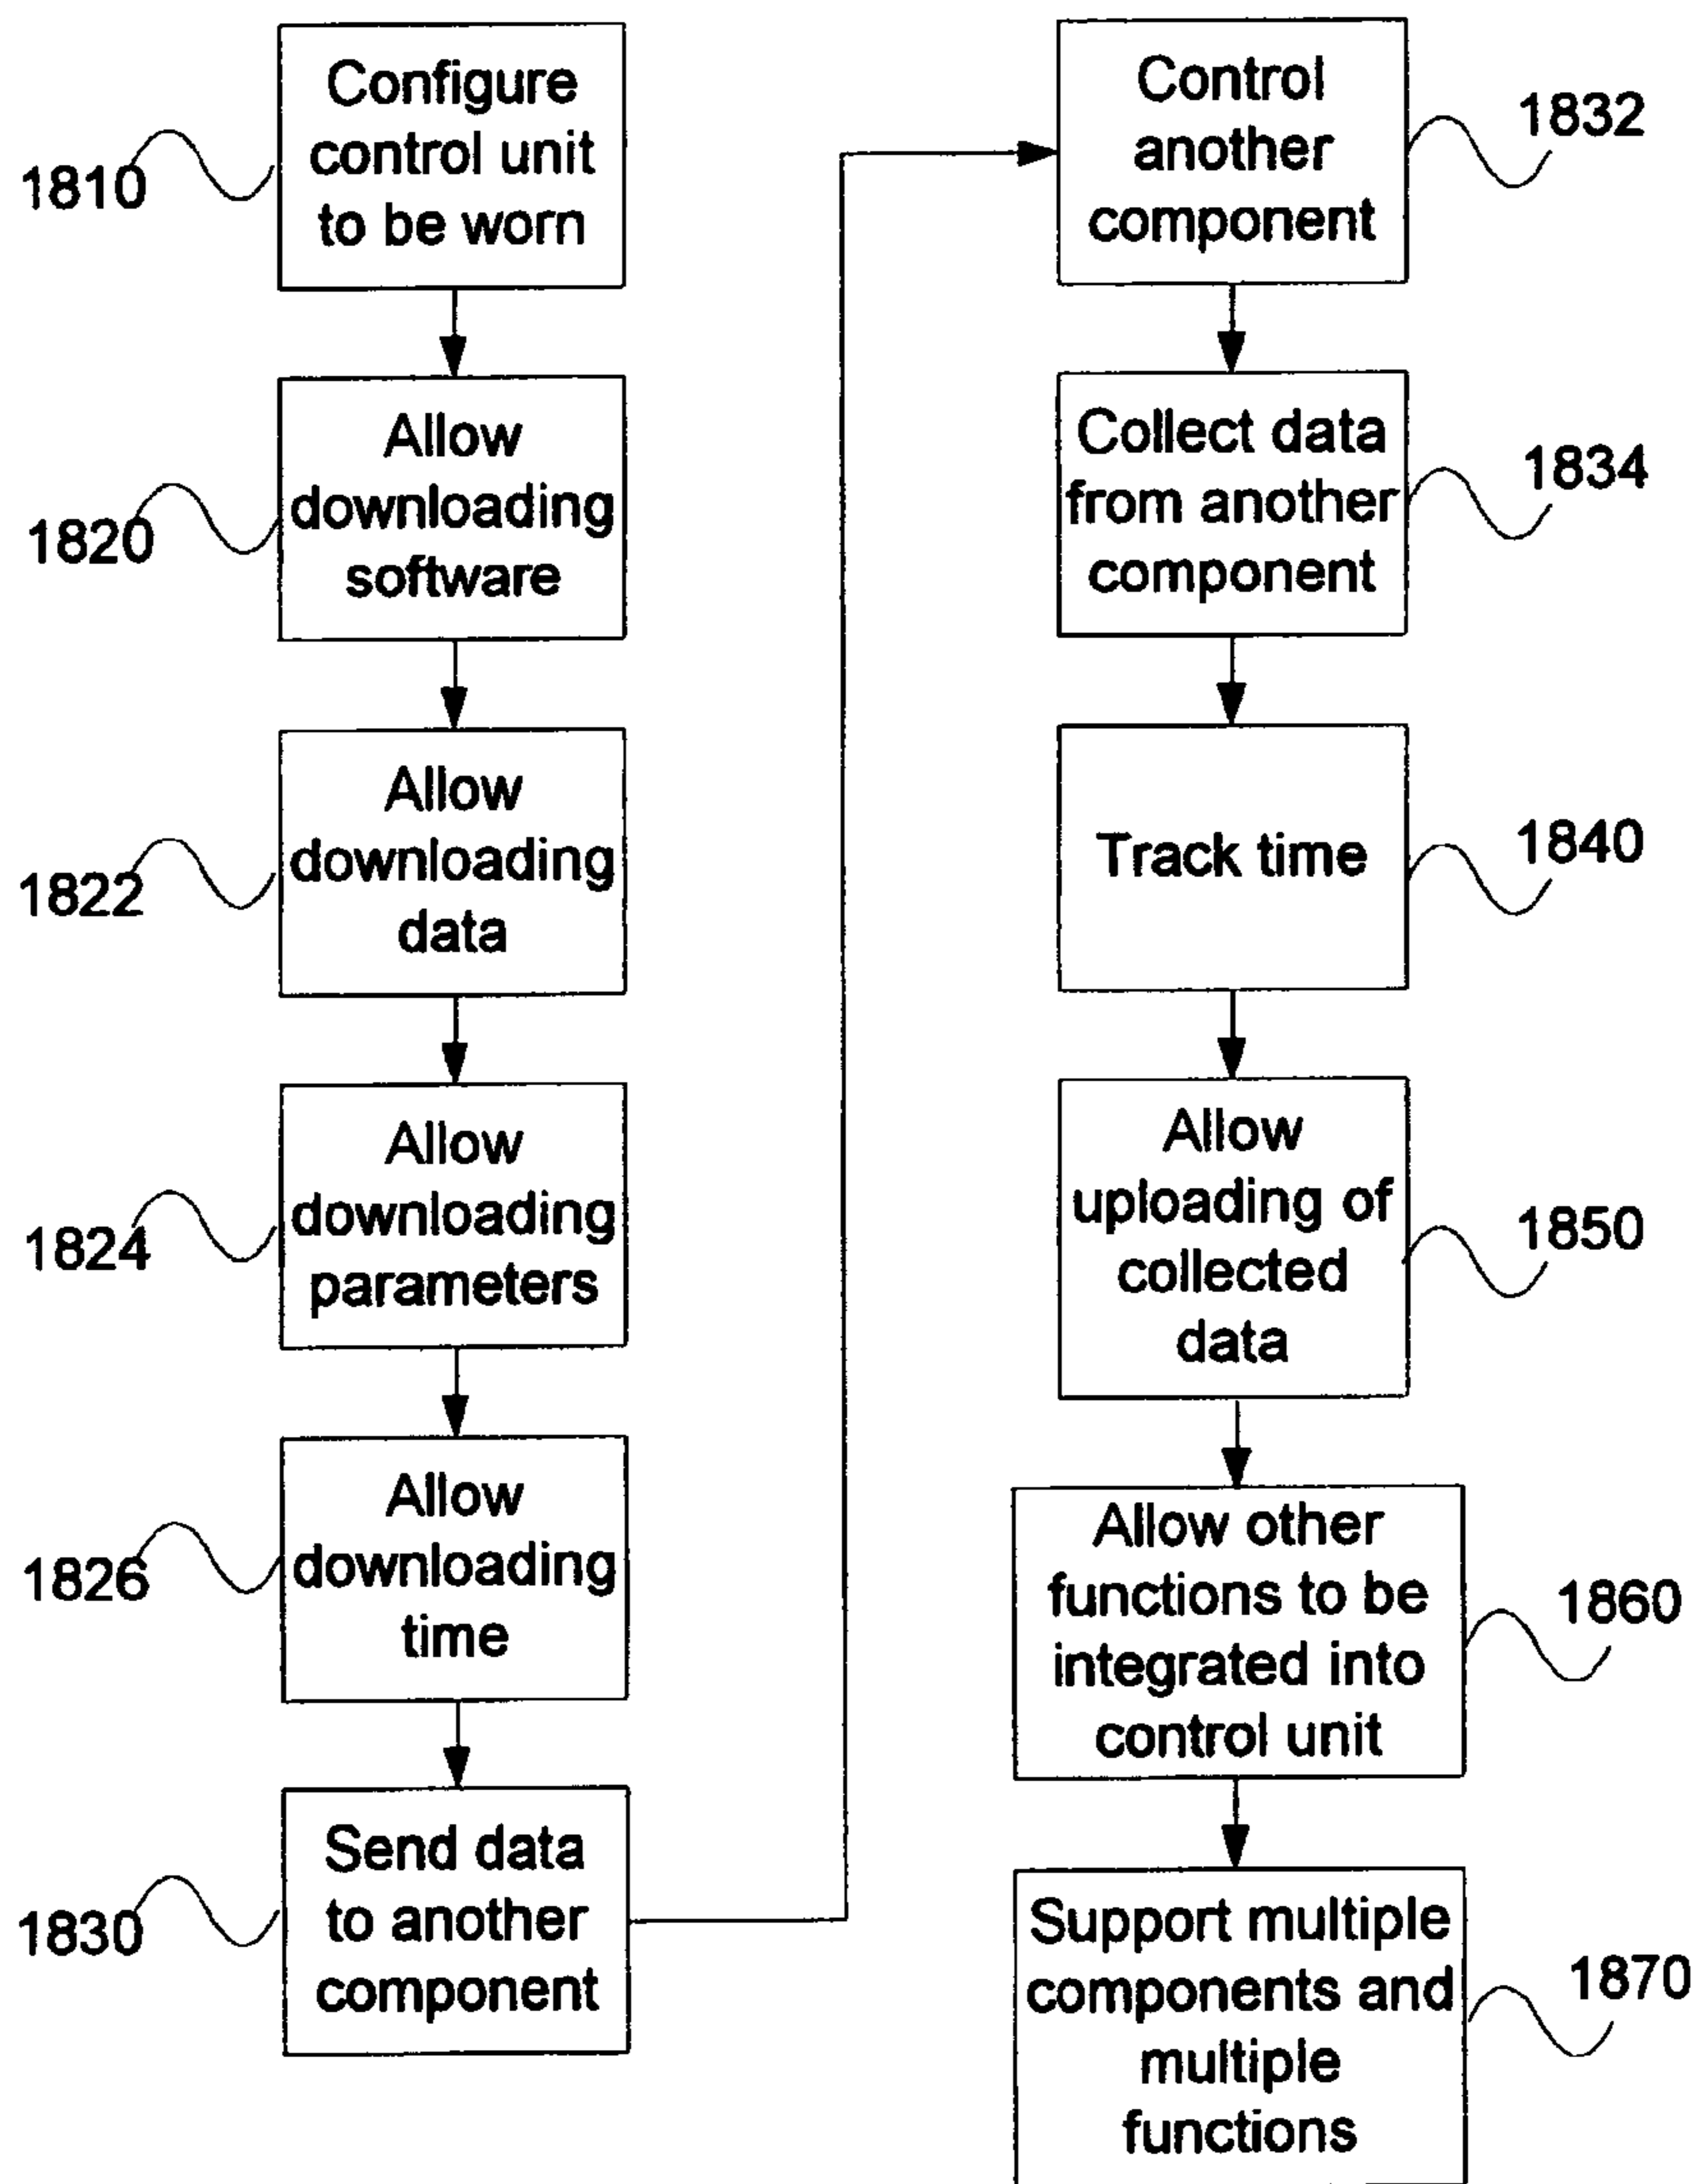 Configure
control unit
to be worn
1810
Allow
downloading
software
1820
Allow
downloading
data
1822
Allow
downloading
parameters
1824
Allow
downloading
time
1826
Send data
to another
component
1830
Control
another
component
1832
Collect data
from another
component
1834
Track time
1840
Allow
uploading of
collected
data
1850
Allow other
functions to be
integrated into
control unit
1860
Support multiple
components and
multiple
functions
1870